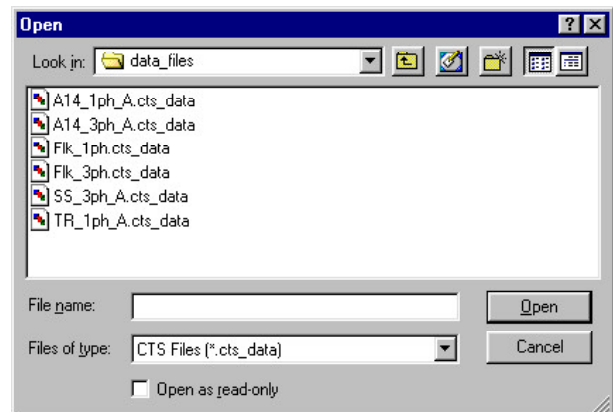 Open
Look in: data_files
A14_1ph_A.cts_data
A14_3ph_A.cts_data
Flk_1ph.cts_data
Flk_3ph.cts_data
SS_3ph_A.cts_data
TR_1ph_A.cts_data
File name: Open
Files of type: CTS Files (*.cts_data) Cancel
Open as read-only